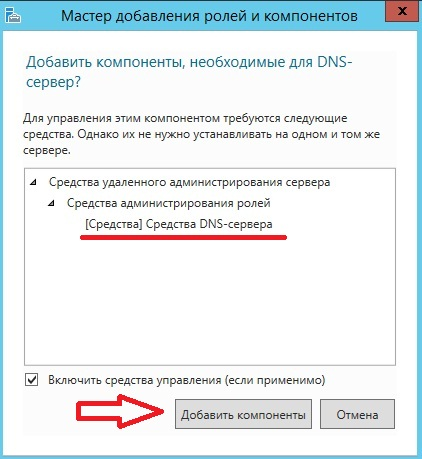 Мастер добавления ролей и компонентов
Добавить компоненты, необходимые для DNS-
сервер?
Для управления этим компонентом требуются следующие
средства. Однако их не нужно устанавливать на одном и том же
сервере.
Средства удаленного администрирования сервера
Средства администрирования ролей
[Средства] Средства DNS-сервера
Включить средства управления (если применимо)
Добавить компоненты
Отмена